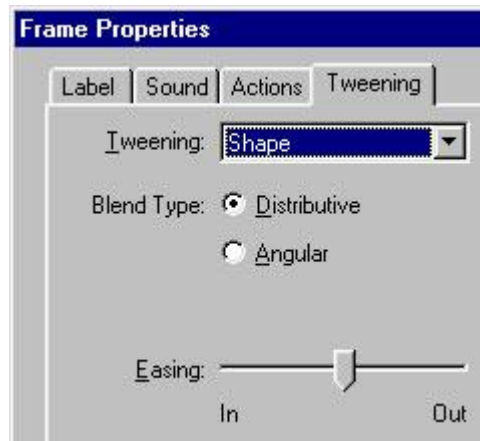 Frame Properties
Label Sound Actions Tweening
Tweening: Shape
Blend Type: Distributive
Angular
Easing:
In Out